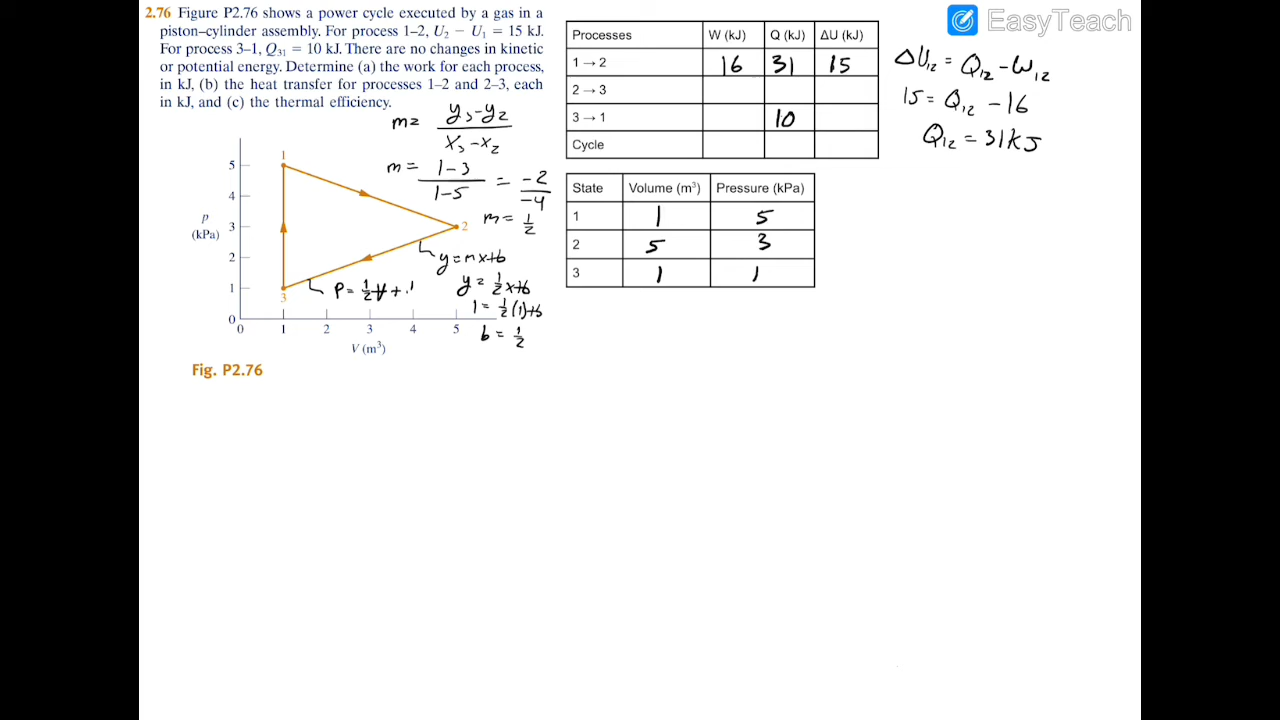 2.76 Figure P2.76 shows a power cycle executed by a gas in a
piston–cylinder assembly. For process 1–2, U2 − U1 = 15 kJ.
For process 3–1, Q31 = 10 kJ. There are no changes in kinetic
or potential energy. Determine (a) the work for each process,
in kJ, (b) the heat transfer for processes 1–2 and 2–3, each
in kJ, and (c) the thermal efficiency.
m= y3-y2
x3-x2
m= 1-3
1-5
= -2
-4
m= 1/2
y=mx+b
y= 1/2 x+b
1= 1/2(1)+b
b= 1/2
P= 1/2 V +
1
2
3
5
4
3
2
1
0
p
(kPa)
0 1 2 3 4 5
V (m³)
Fig. P2.76
Processes W (kJ) Q (kJ) ΔU (kJ)
1 → 2 16 31 15
2 → 3
3 → 1 10
Cycle
State Volume (m³) Pressure (kPa)
1 1 5
2 5 3
3 1 1
EasyTeach
ΔU12 = Q12 - W12
15 = Q12 - 16
Q12 = 31kJ